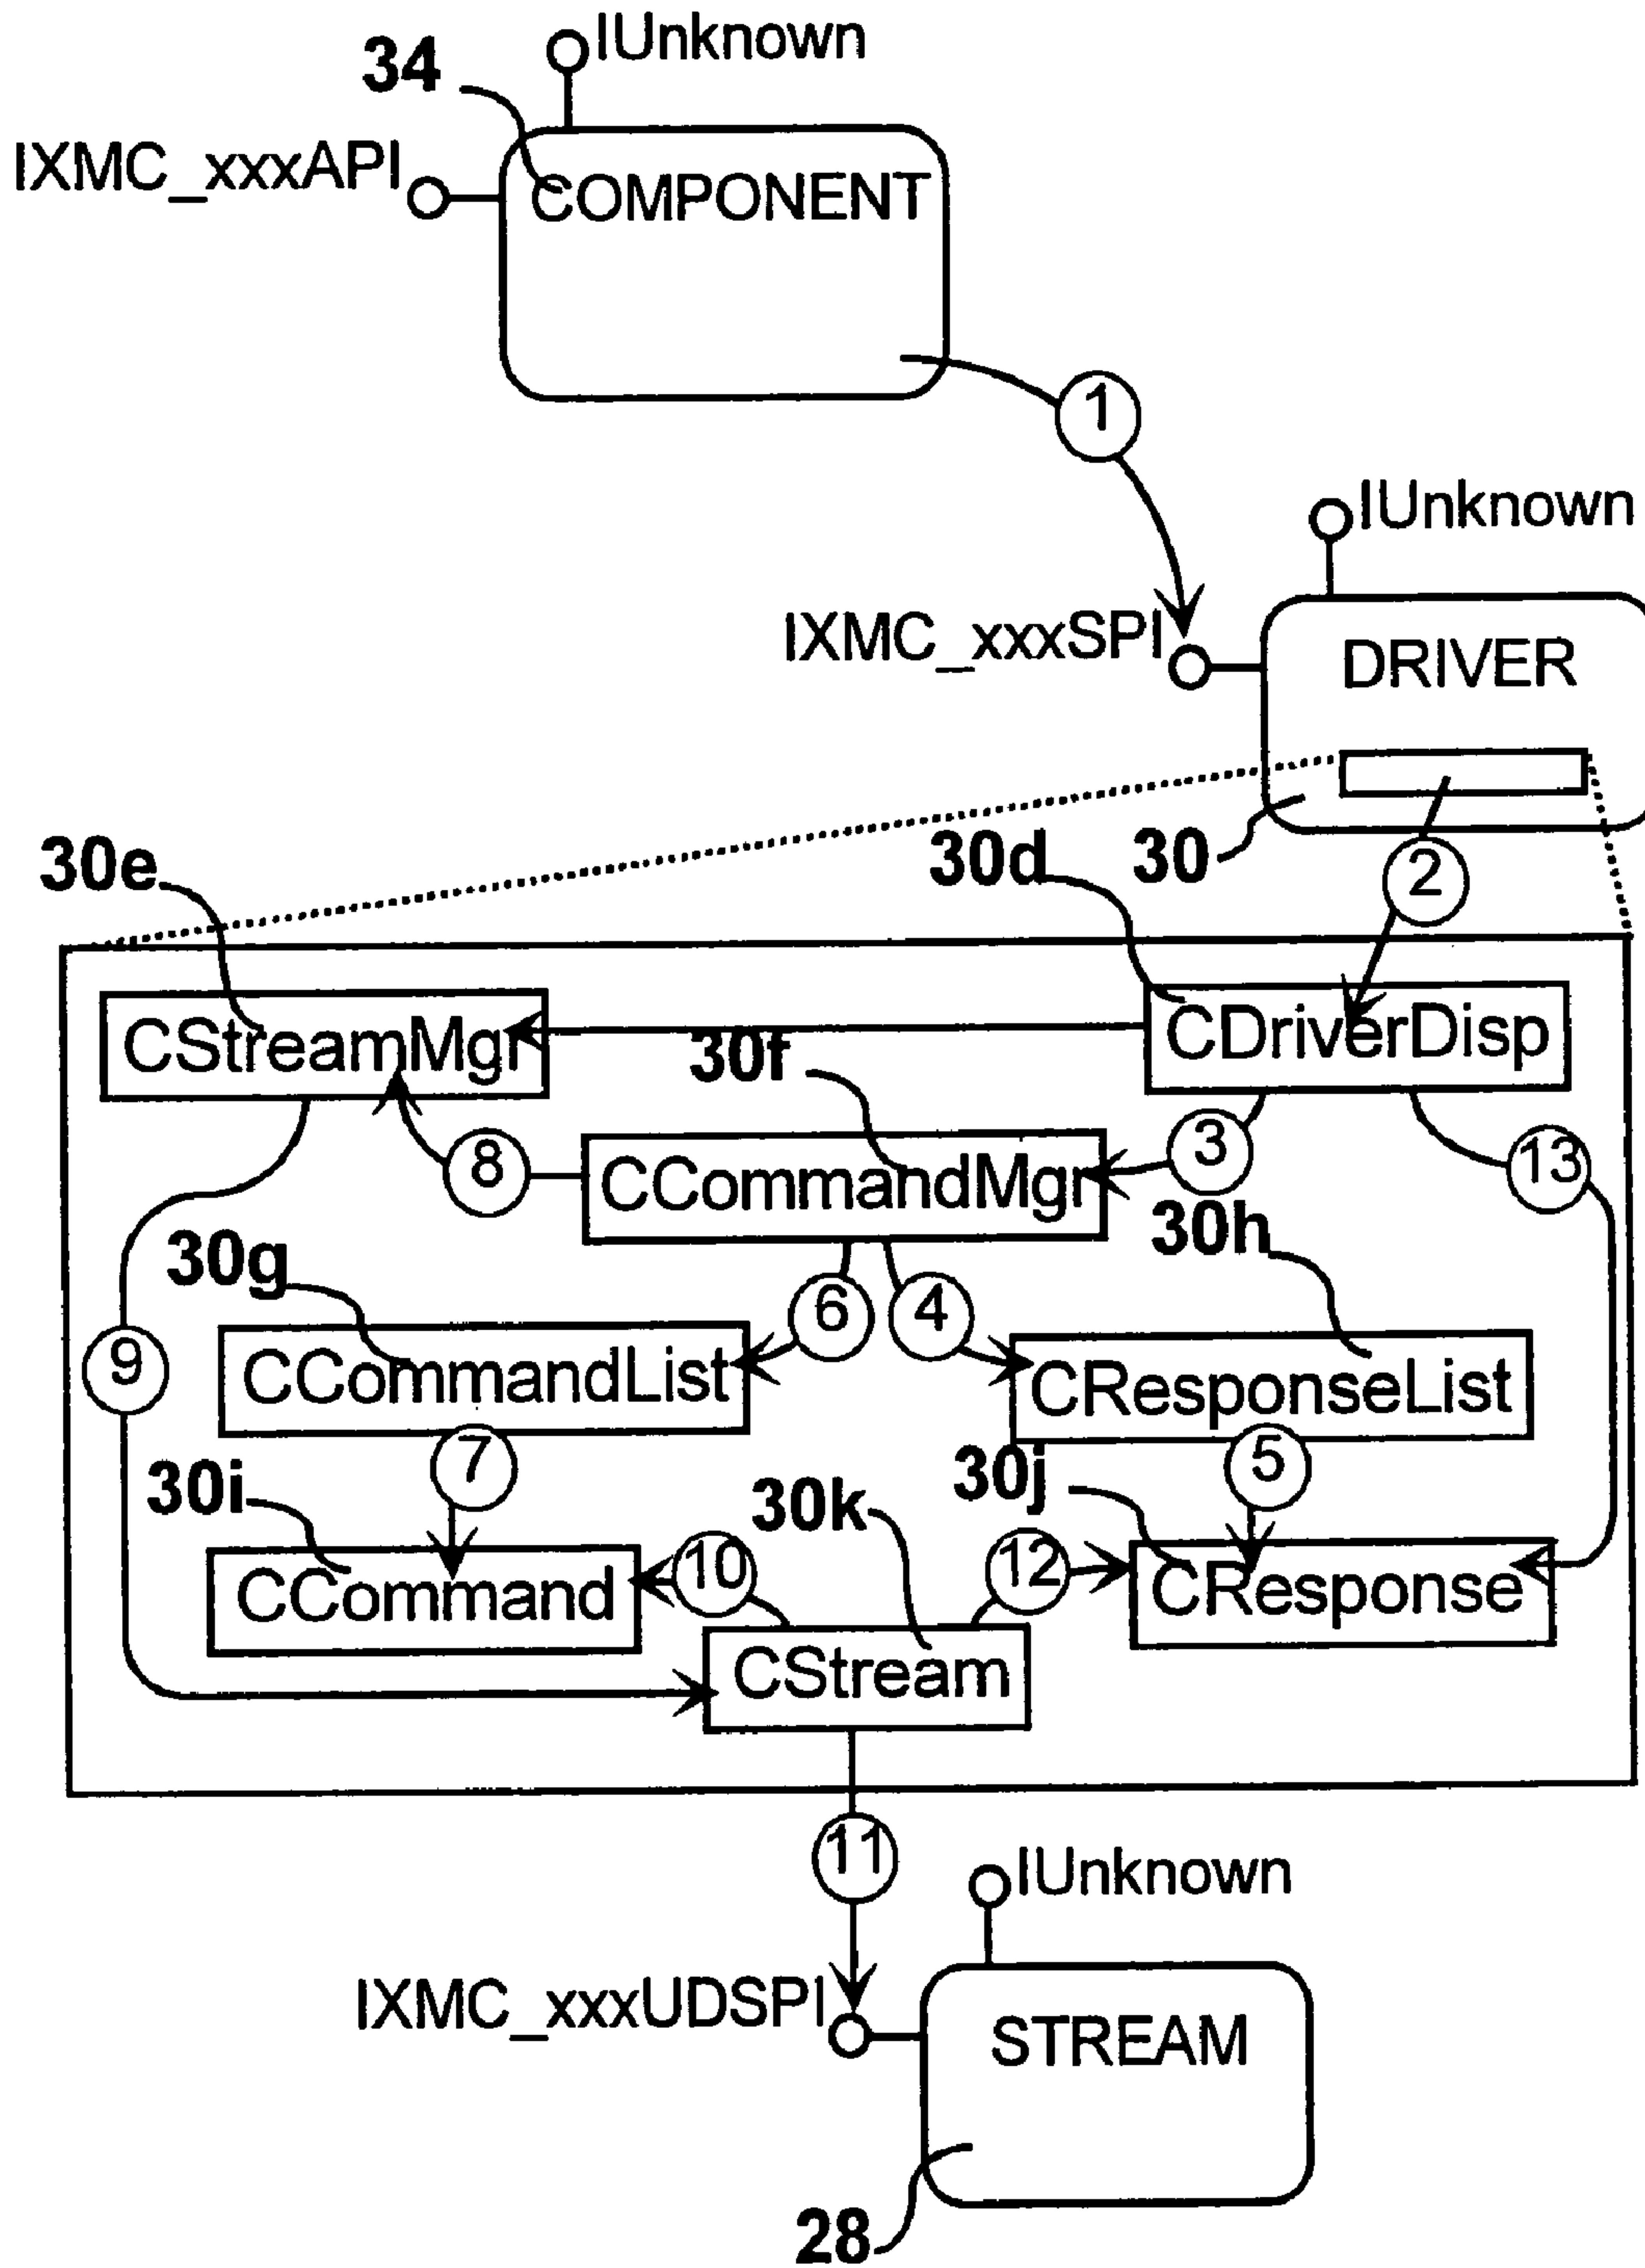 IUnknown
34
IXMC_xxxAPI
COMPONENT
1
IUnknown
IXMC_xxxSPI
DRIVER
30
2
30e
30d
CStreamMgr
CDriverDisp
30f
3
13
8
CCommandMgr
30h
30g
6
4
9
CCommandList
CResponseList
7
5
30i
30k
30j
10
12
CCommand
CResponse
CStream
11
IUnknown
IXMC_xxxUDSPI
STREAM
28